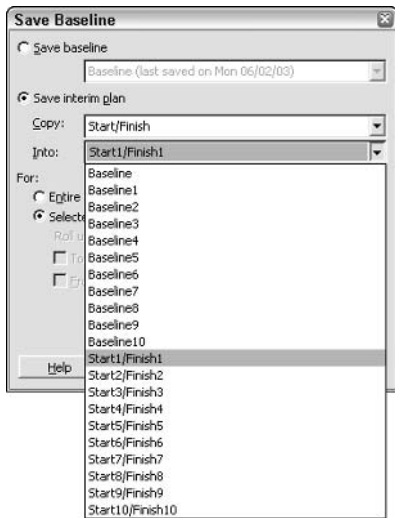 Save Baseline
Save baseline
Baseline (last saved on Mon 06/02/03)
Save interim plan
Copy: Start/Finish
Into: Start1/Finish1
For:
Entire
Baseline
Baseline1
Baseline2
Baseline3
Baseline4
Baseline5
Baseline6
Baseline7
Baseline8
Baseline9
Baseline10
Start1/Finish1
Help
Start2/Finish2
Start3/Finish3
Start4/Finish4
Start5/Finish5
Start6/Finish6
Start7/Finish7
Start8/Finish8
Start9/Finish9
Start10/Finish10